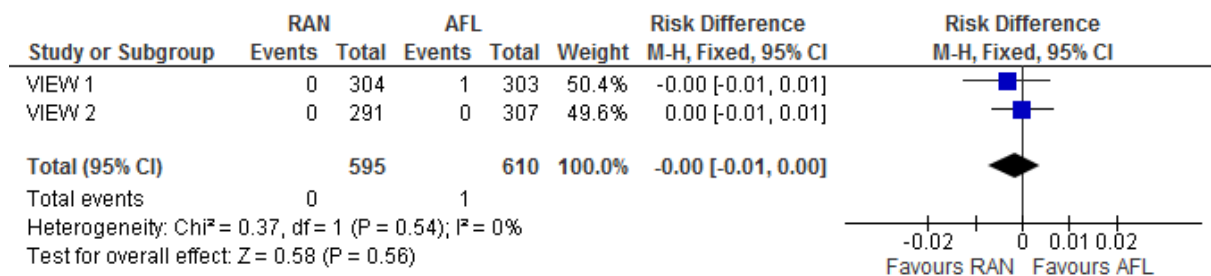 RAN AFL Risk Difference Risk Difference
Study or Subgroup Events Total Events Total Weight M-H, Fixed, 95% CI M-H, Fixed, 95% CI
VIEW 1 0 304 1 303 50.4% -0.00 [-0.01, 0.01]
VIEW 2 0 291 0 307 49.6% 0.00 [-0.01, 0.01]
Total (95% CI) 595 610 100.0% -0.00 [-0.01, 0.00]
Total events 0 1
Heterogeneity: Chi² = 0.37, df = 1 (P = 0.54); I² = 0%
Test for overall effect: Z = 0.58 (P = 0.56)
-0.02 0 0.01 0.02
Favours RAN Favours AFL